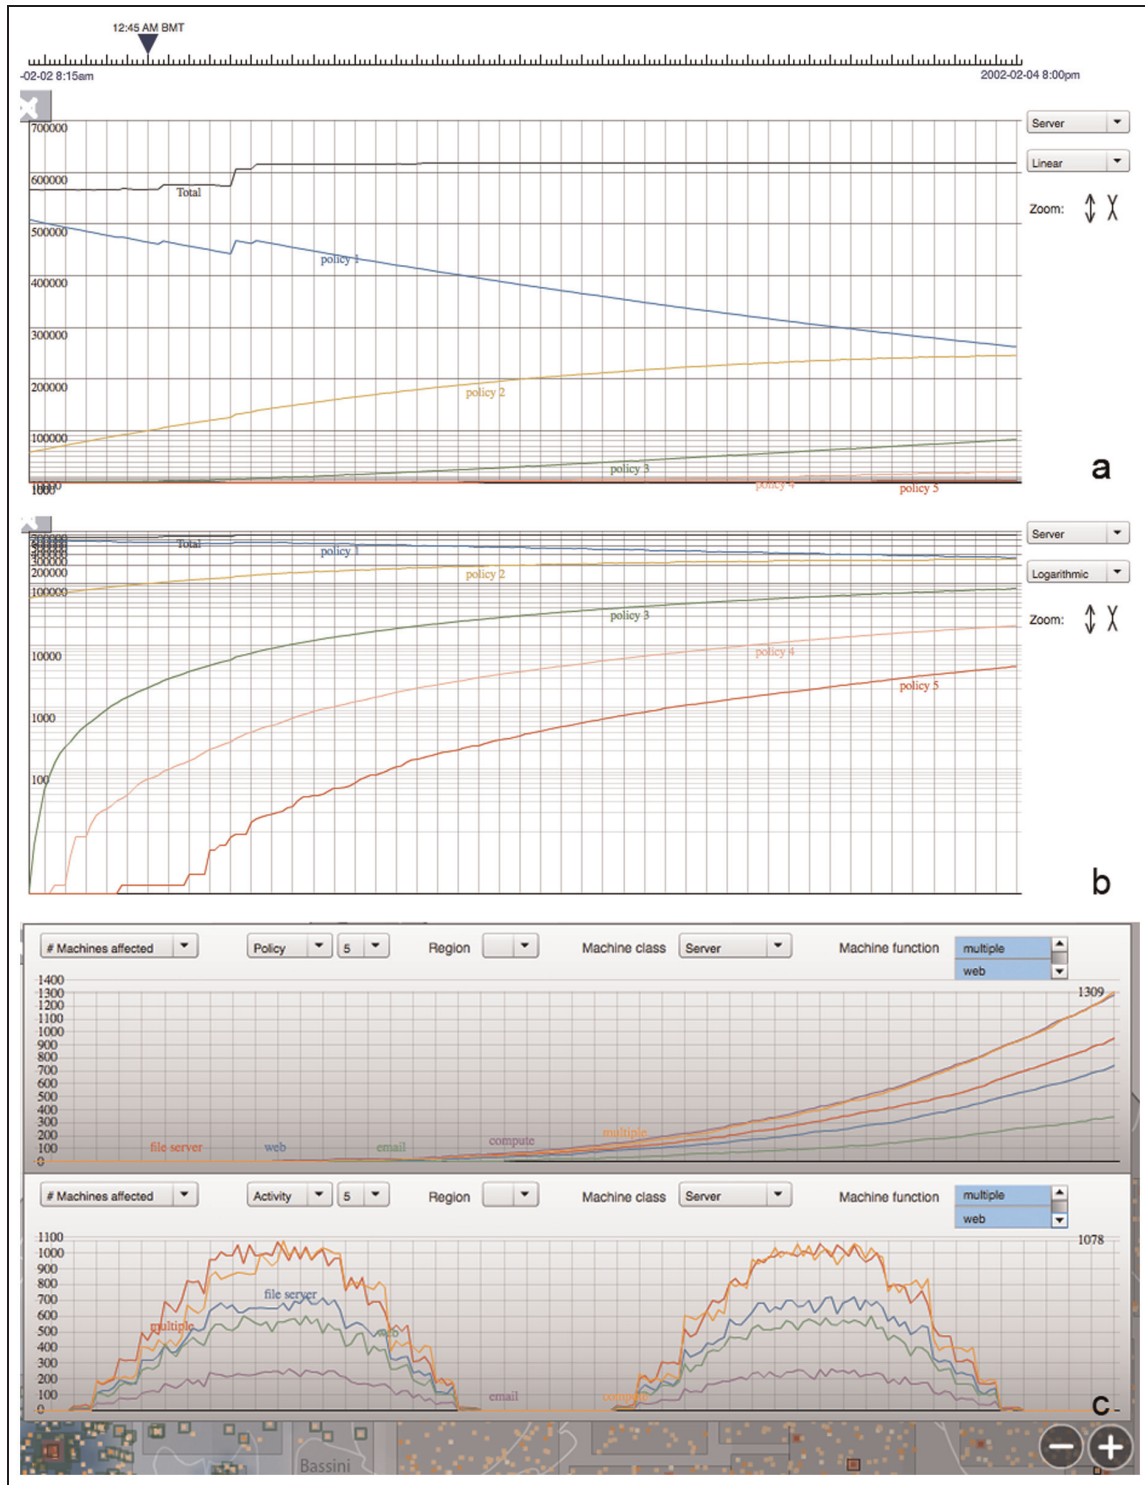 12:45 AM BMT
-02-02 8:15am
2002-02-04 8:00pm
700000
600000
500000
400000
300000
200000
100000
1000
Total
policy 1
policy 2
policy 3
policy 4
policy 5
Server
Linear
Zoom:
a
200000
100000
10000
1000
100
Total
policy 1
policy 2
policy 3
policy 4
policy 5
Server
Logarithmic
Zoom:
b
# Machines affected Policy 5 Region Machine class Server Machine function multiple
web
1400
1300
1200
1100
1000
900
800
700
600
500
400
300
200
100
0
1309
file server web email compute multiple
# Machines affected Activity 5 Region Machine class Server Machine function multiple
web
1100
1000
900
800
700
600
500
400
300
200
100
0
1078
file server
multiple
web
email
compute
c
Bassini